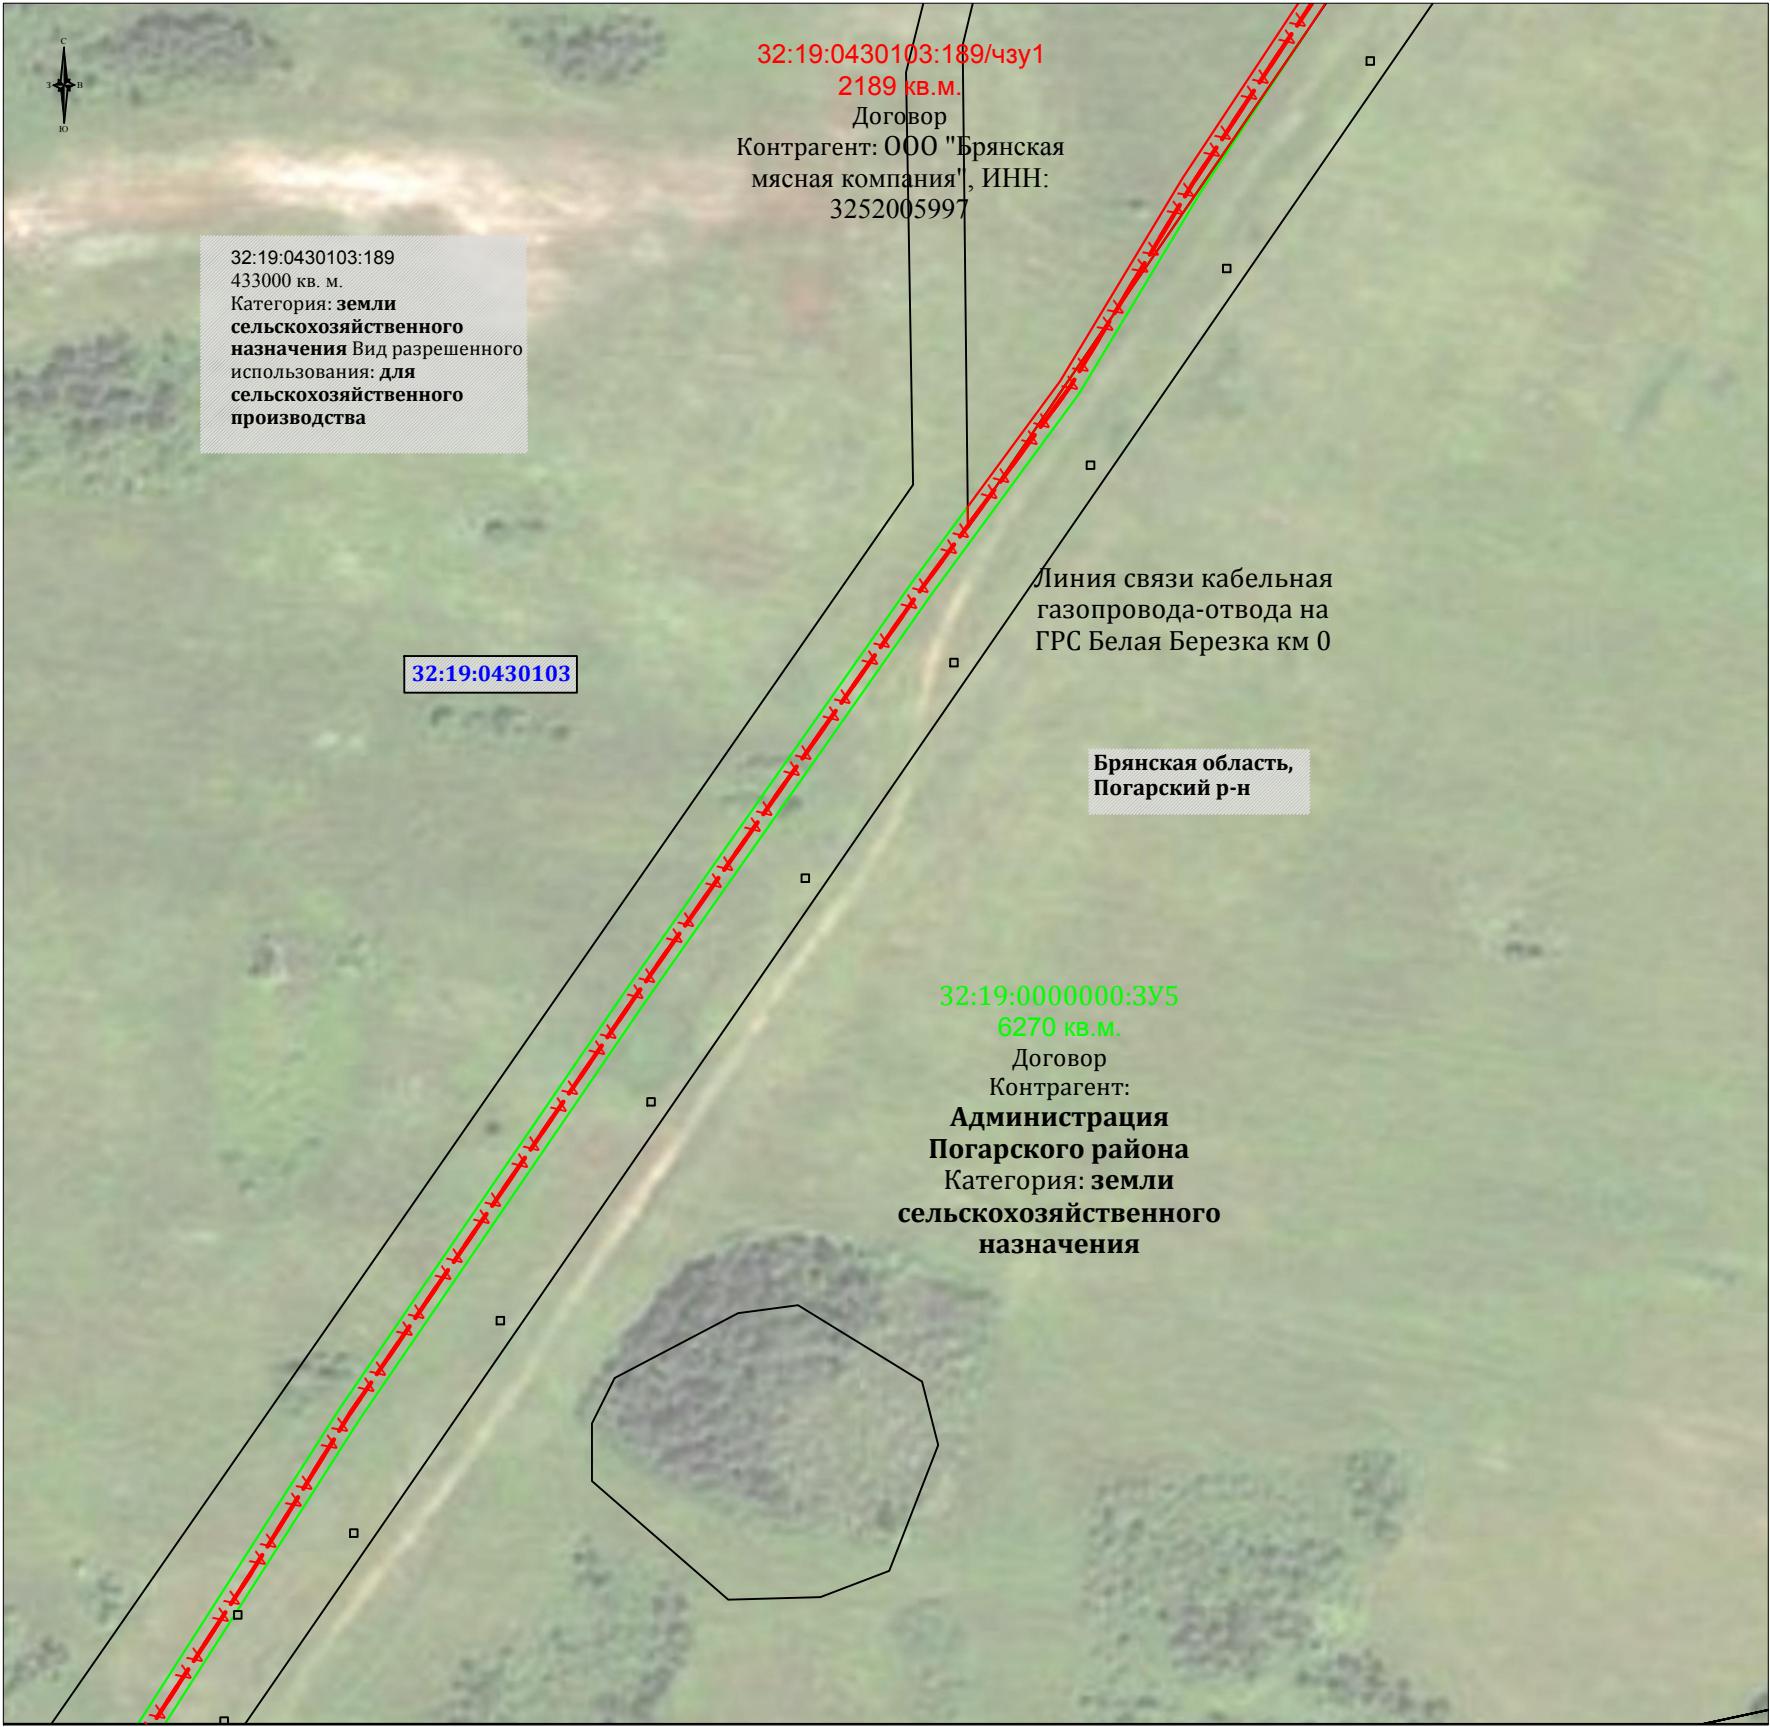 С
З
В
Ю
32:19:0430103:189/чзу1
2189 кв.м.
Договор
Контрагент: ООО "Брянская
мясная компания", ИНН:
3252005997
32:19:0430103:189
433000 кв. м.
Категория: земли
сельскохозяйственного
назначения Вид разрешенного
использования: для
сельскохозяйственного
производства
Линия связи кабельная
газопровода-отвода на
ГРС Белая Березка км 0
32:19:0430103
Брянская область,
Погарский р-н
32:19:0000000:ЗУ5
6270 кв.м.
Договор
Контрагент:
Администрация
Погарского района
Категория: земли
сельскохозяйственного
назначения